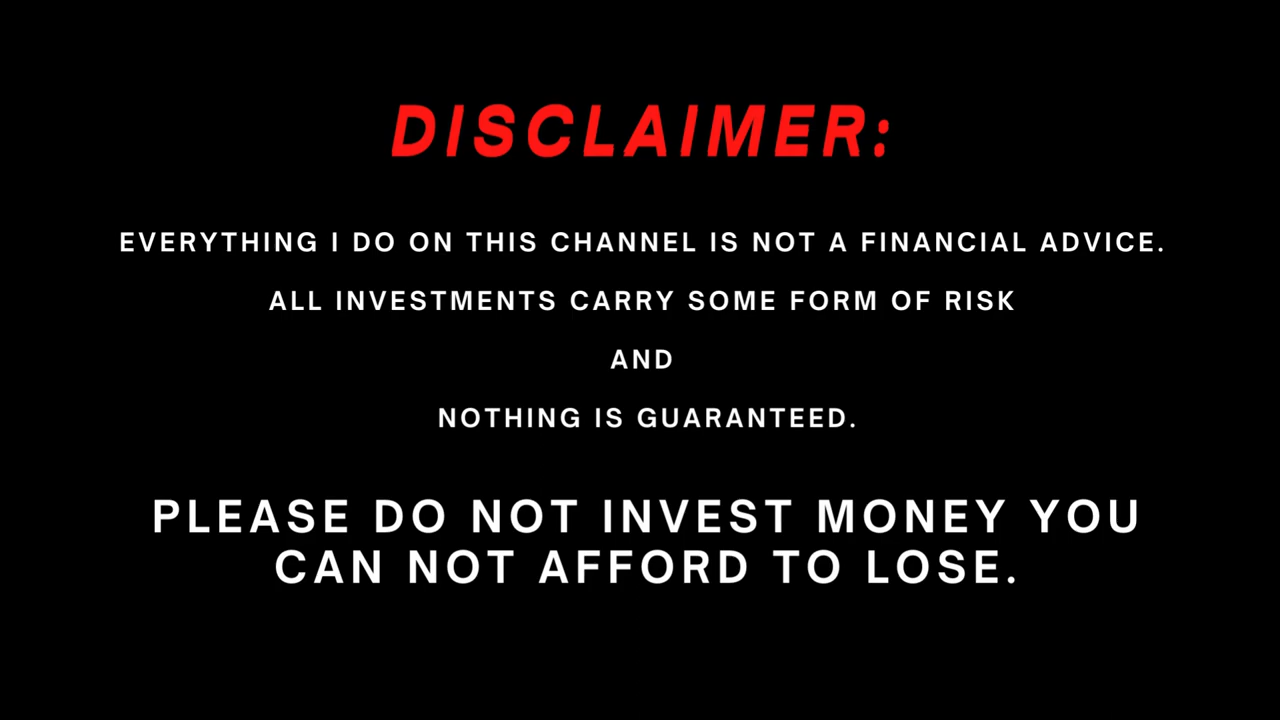 DISCLAIMER:
EVERYTHING I DO ON THIS CHANNEL IS NOT A FINANCIAL ADVICE.
ALL INVESTMENTS CARRY SOME FORM OF RISK
AND
NOTHING IS GUARANTEED.
PLEASE DO NOT INVEST MONEY YOU
CAN NOT AFFORD TO LOSE.